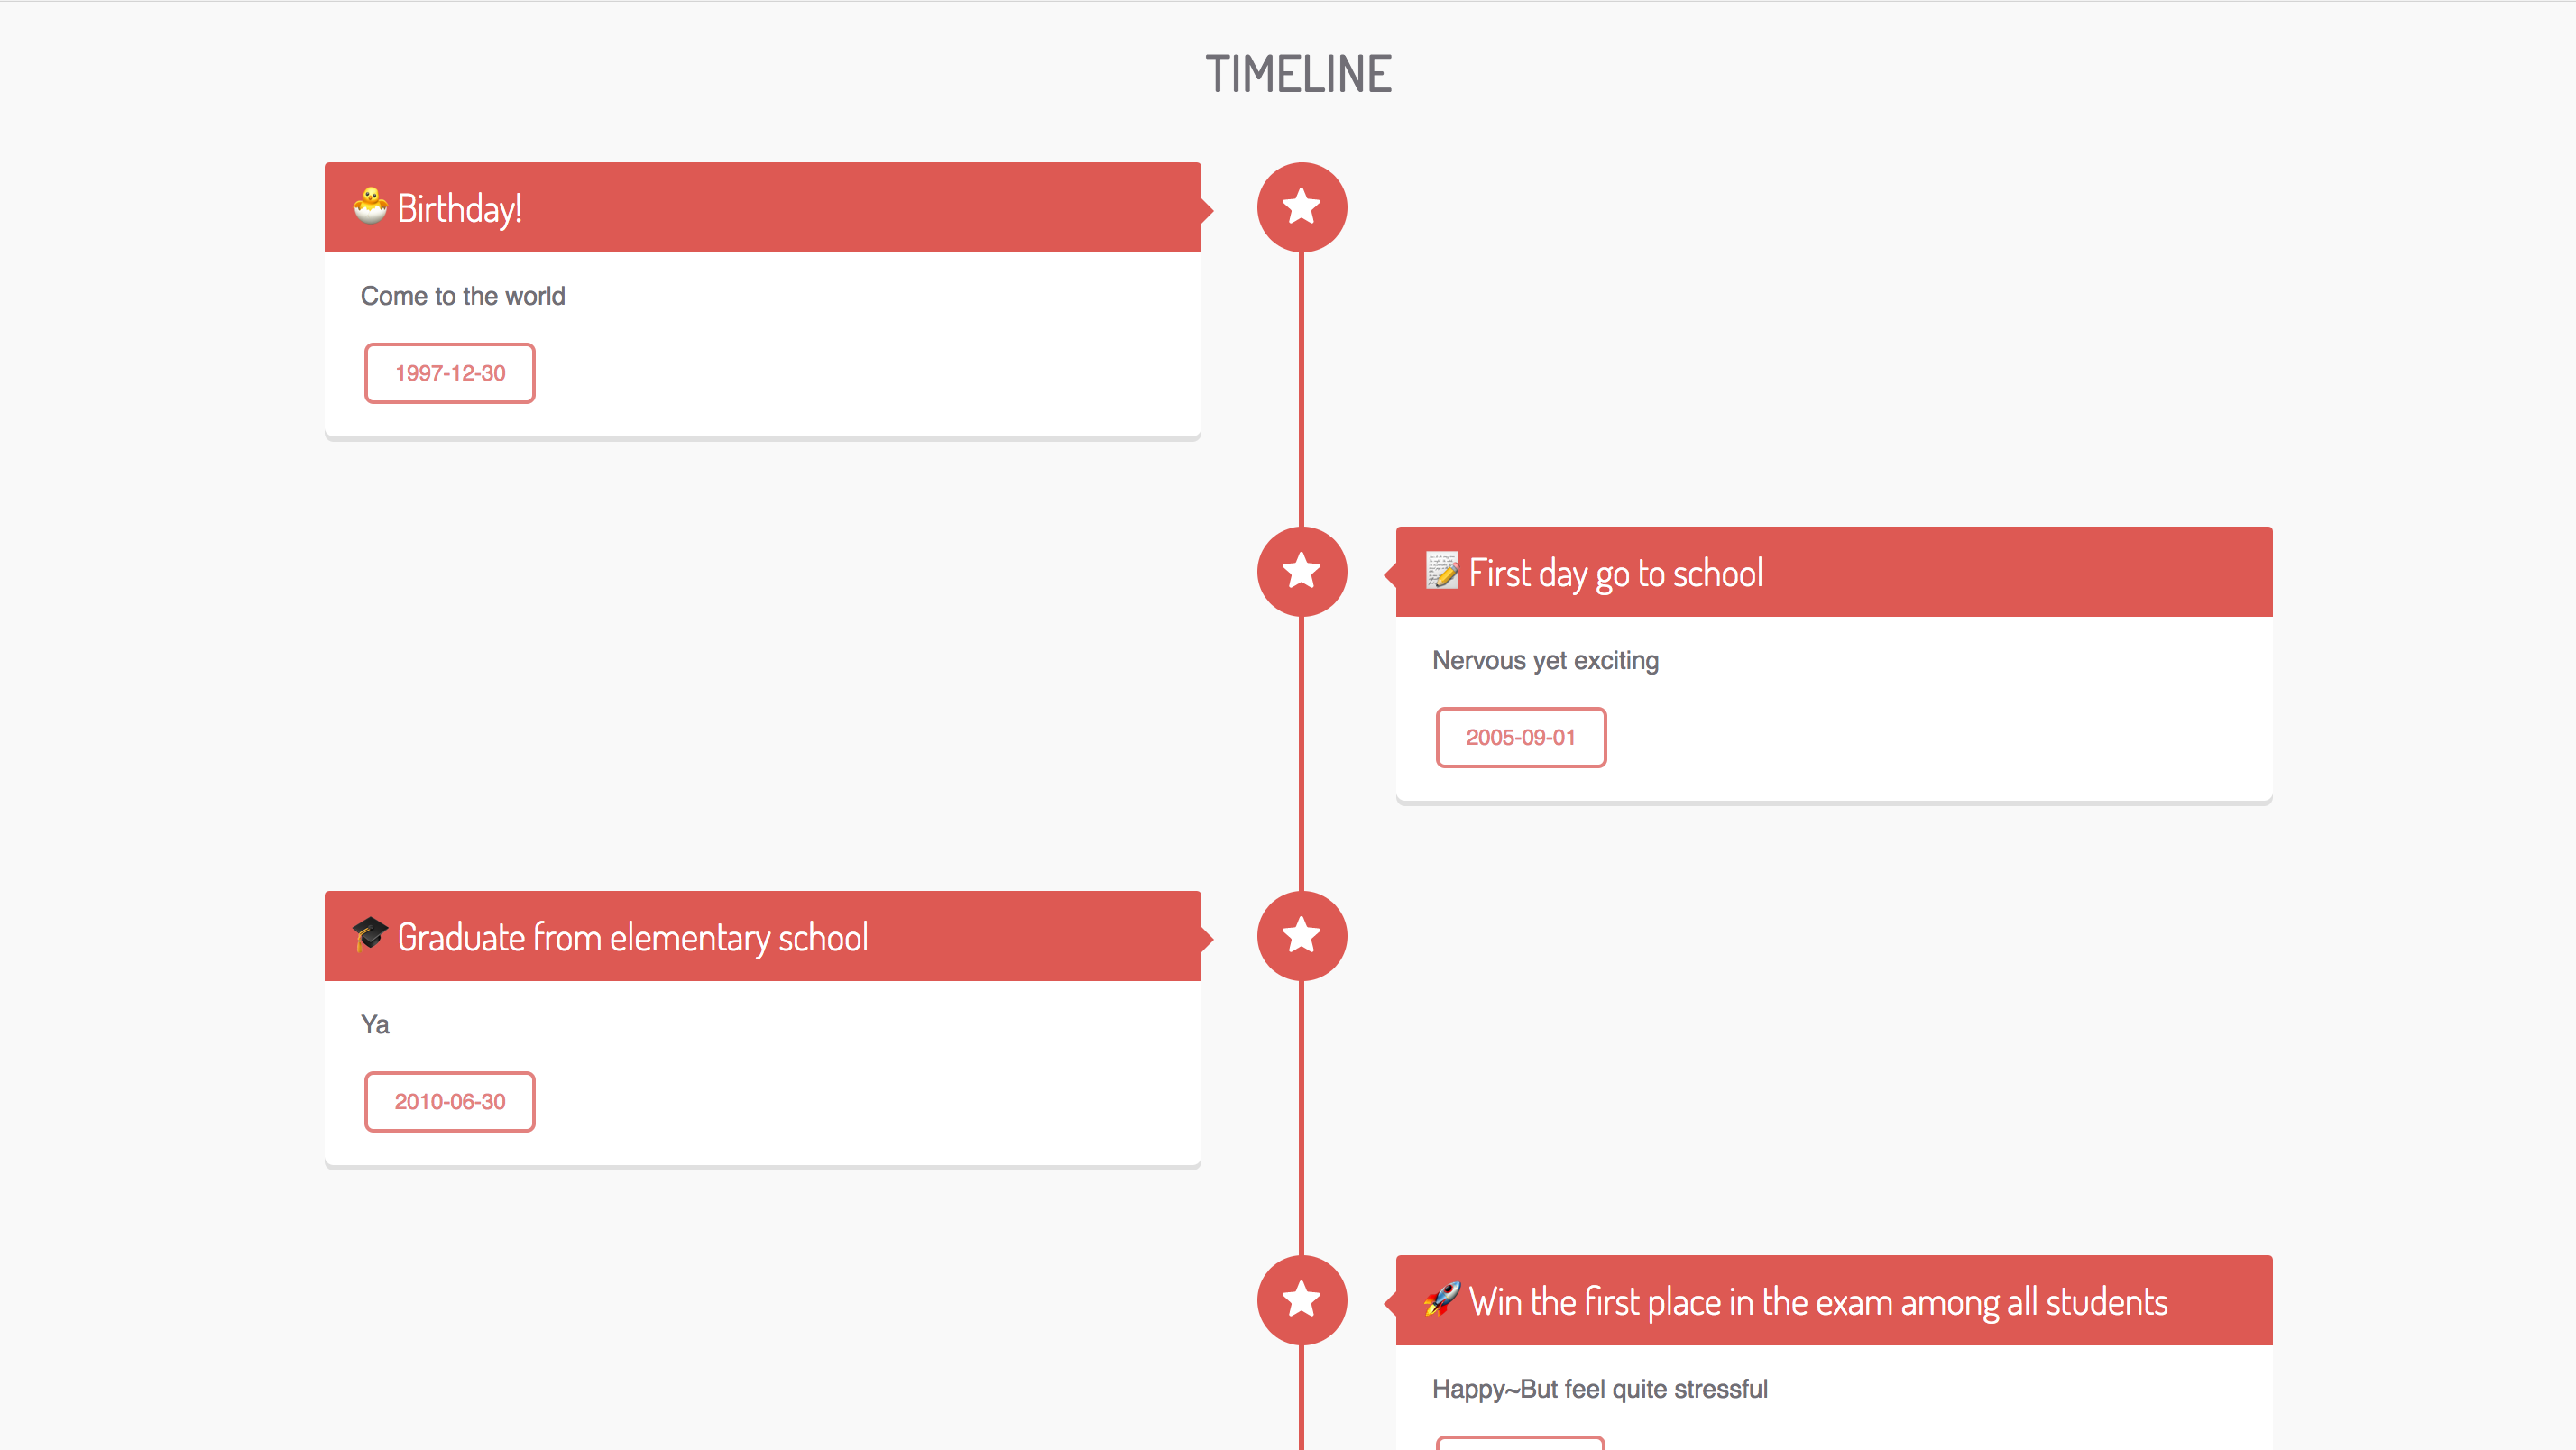 TIMELINE
🐣 Birthday!
Come to the world
1997-12-30
📝 First day go to school
Nervous yet exciting
2005-09-01
🎓 Graduate from elementary school
Ya
2010-06-30
🚀 Win the first place in the exam among all students
Happy~But feel quite stressful